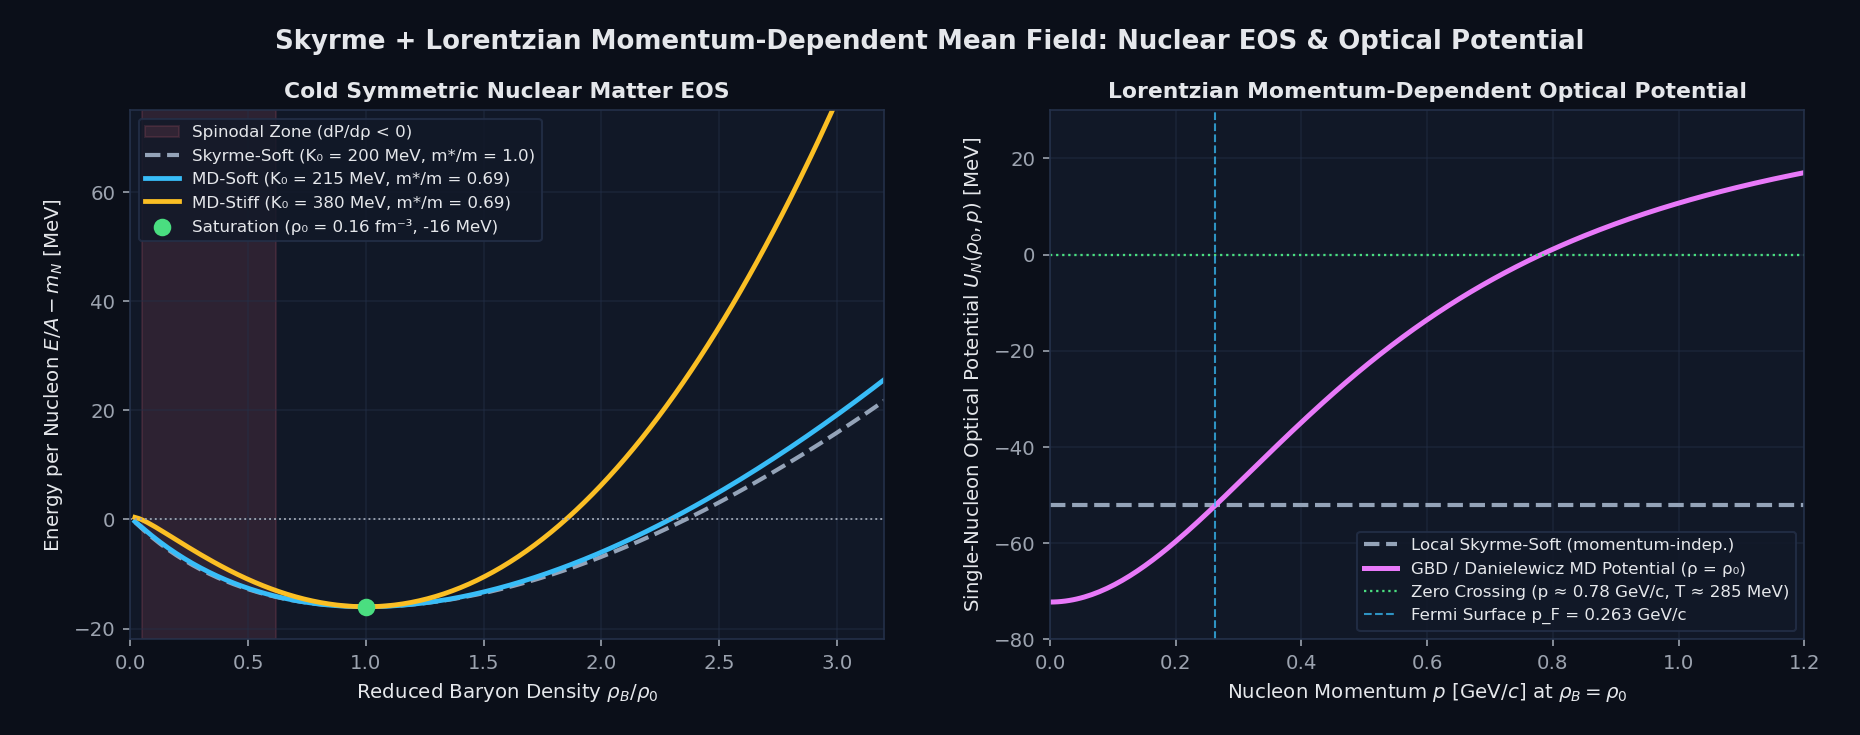 Skyrme + Lorentzian Momentum-Dependent Mean Field: Nuclear EOS & Optical Potential
Cold Symmetric Nuclear Matter EOS
Spinodal Zone (dP/dρ < 0)
Skyrme-Soft (K₀ = 200 MeV, m*/m = 1.0)
MD-Soft (K₀ = 215 MeV, m*/m = 0.69)
MD-Stiff (K₀ = 380 MeV, m*/m = 0.69)
Saturation (ρ₀ = 0.16 fm⁻³, -16 MeV)
Energy per Nucleon E/A − m_N [MeV]
60
40
20
0
−20
0.0 0.5 1.0 1.5 2.0 2.5 3.0
Reduced Baryon Density ρ_B/ρ_0
Lorentzian Momentum-Dependent Optical Potential
Single-Nucleon Optical Potential U_N(ρ_0, p) [MeV]
20
0
−20
−40
−60
−80
Local Skyrme-Soft (momentum-indep.)
GBD / Danielewicz MD Potential (ρ = ρ₀)
Zero Crossing (p ≈ 0.78 GeV/c, T ≈ 285 MeV)
Fermi Surface p_F = 0.263 GeV/c
0.0 0.2 0.4 0.6 0.8 1.0 1.2
Nucleon Momentum p [GeV/c] at ρ_B = ρ_0